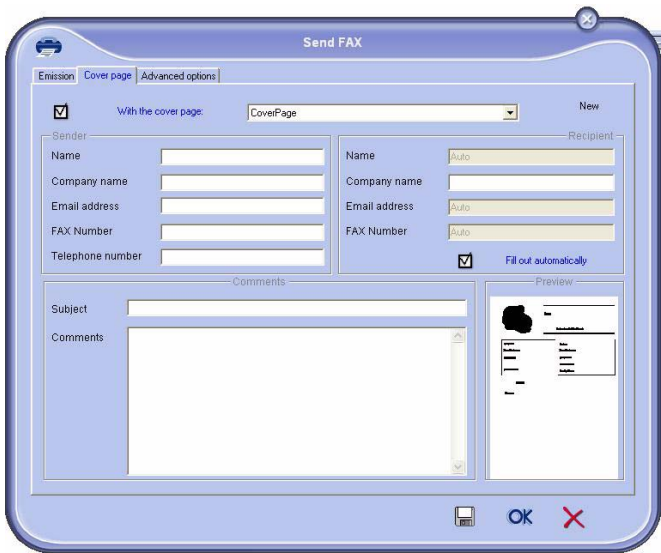 Send FAX
Emission Cover page Advanced options
With the cover page: CoverPage New
Sender
Name
Company name
Email address
FAX Number
Telephone number
Recipient
Name Auto
Company name
Email address Auto
FAX Number Auto
Fill out automatically
Comments
Subject
Comments
Preview
OK